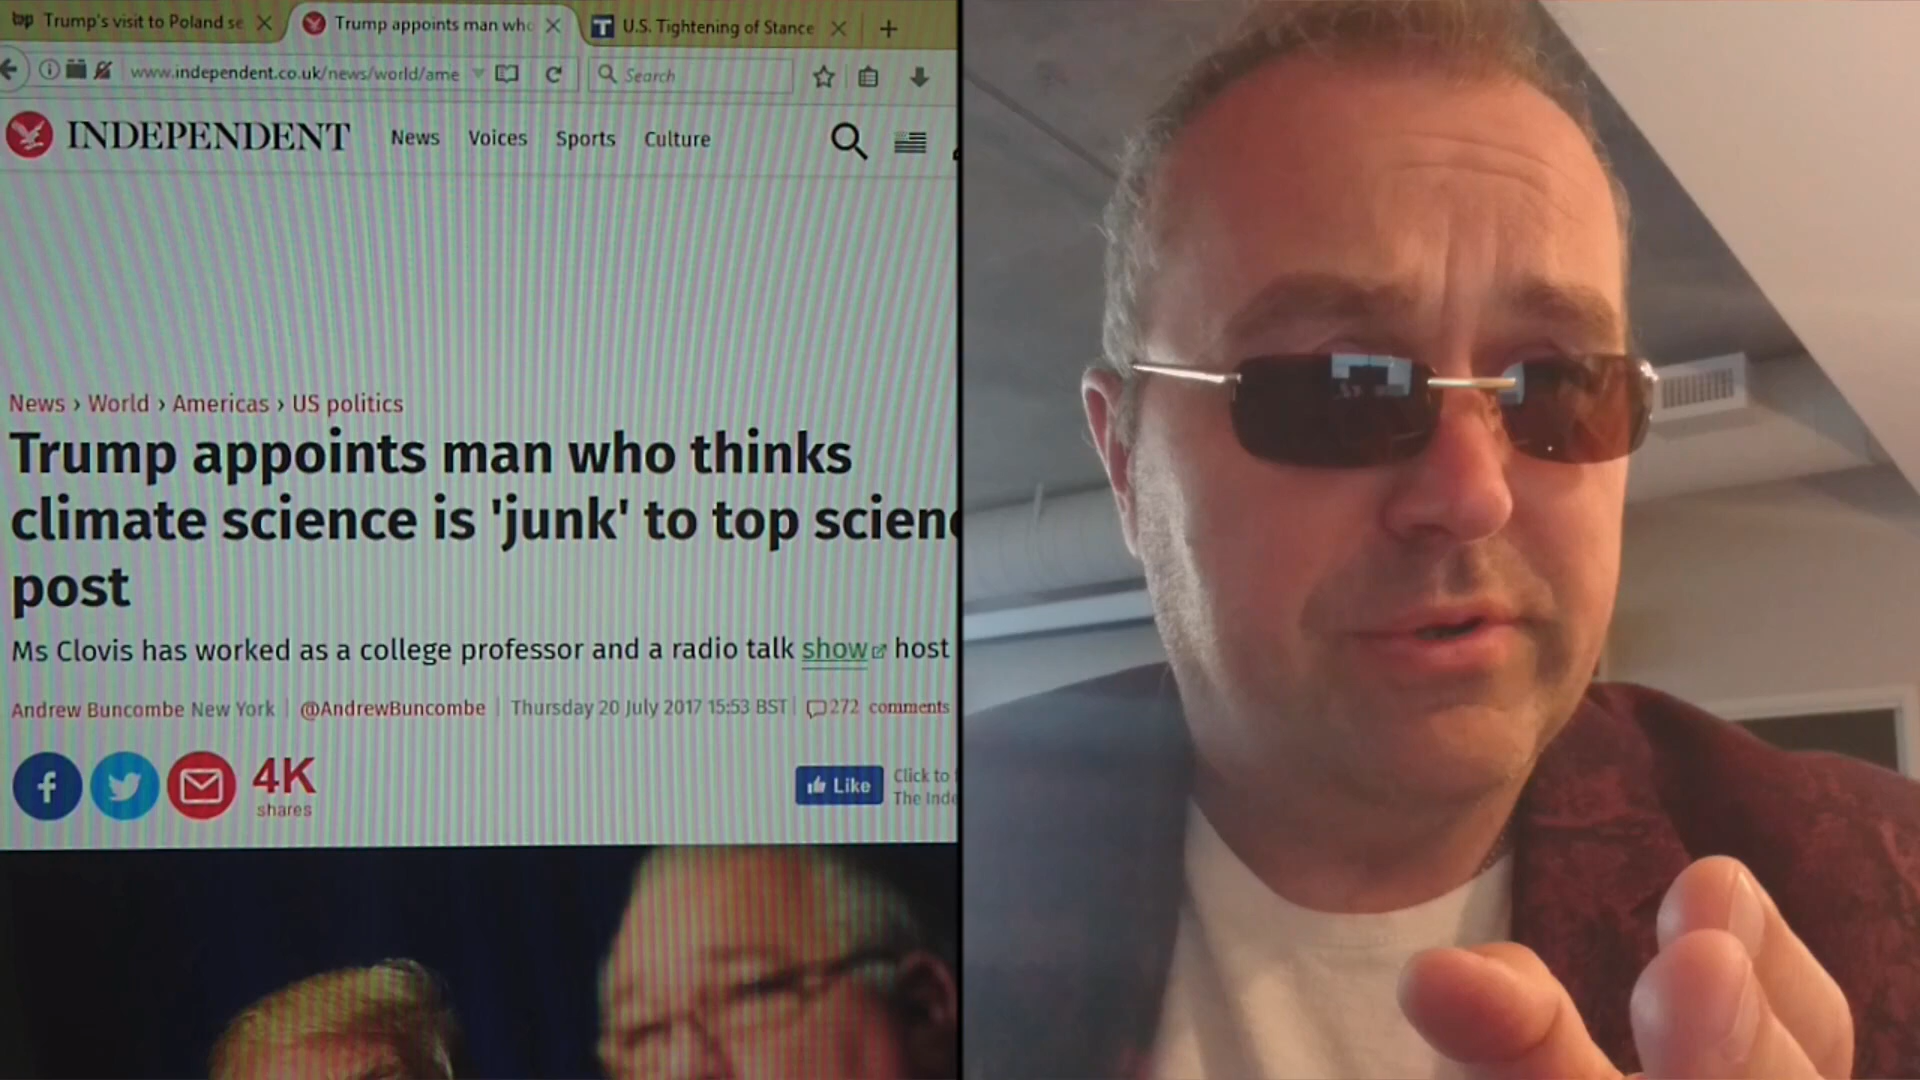 Trump's visit to Poland se
Trump appoints man who
U.S. Tightening of Stance
www.independent.co.uk/news/world/ame
Search
INDEPENDENT
News Voices Sports Culture
News › World › Americas › US politics
Trump appoints man who thinks
climate science is 'junk' to top scien
post
Ms Clovis has worked as a college professor and a radio talk show host
Andrew Buncombe New York | @AndrewBuncombe | Thursday 20 July 2017 15:53 BST | 272 comments
4K
shares
Like
Click to
The Inde